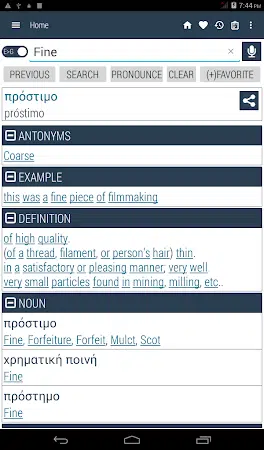 7:44
Home
E>G Fine ×
PREVIOUS SEARCH PRONOUNCE CLEAR (+)FAVORITE
πρόστιμο
próstimo
ANTONYMS
Coarse
EXAMPLE
this was a fine piece of filmmaking
DEFINITION
of high quality.
(of a thread, filament, or person's hair) thin.
in a satisfactory or pleasing manner; very well.
very small particles found in mining, milling, etc..
NOUN
πρόστιμο
Fine, Forfeiture, Forfeit, Mulct, Scot
χρηματική ποινή
Fine
πρόστημο
Fine